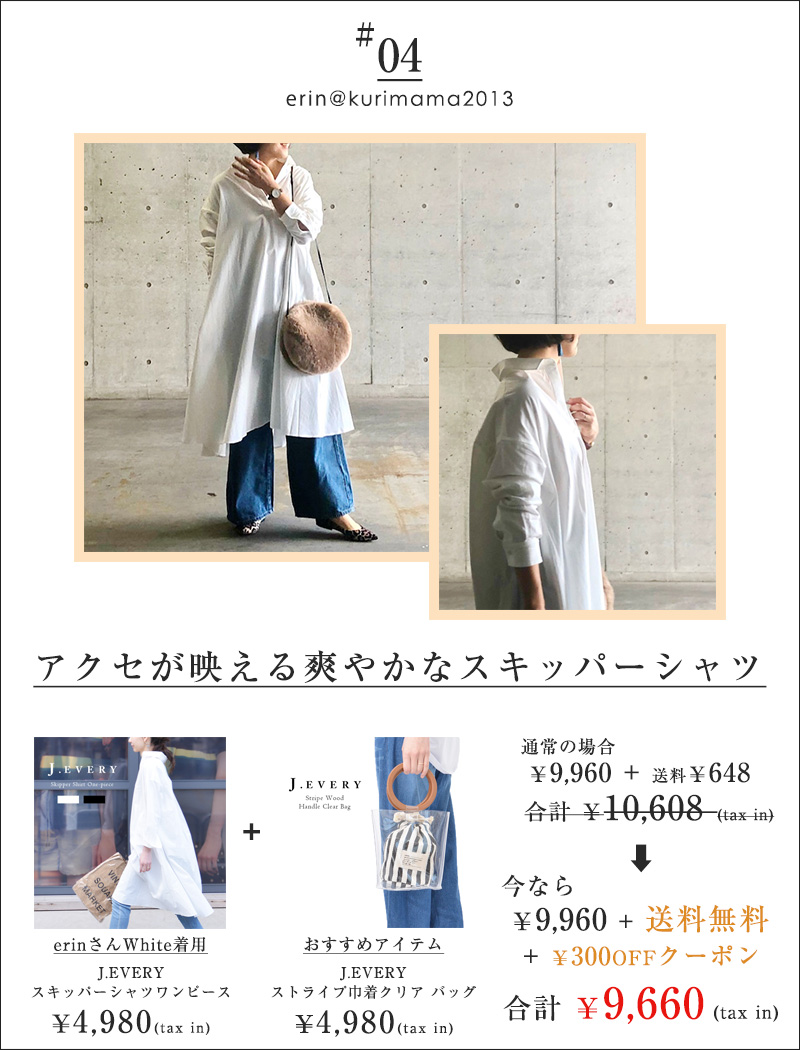 #04
erin@kurimama2013
アクセが映える爽やかなスキッパーシャツ
J.EVERY
Skipper Shirt One-piece
VIN
SQUA
MARKET
+
J.EVERY
Stripe Wood
Handle Clear Bag
erinさんWhite着用
J.EVERY
スキッパーシャツワンピース
¥4,980(tax in)
おすすめアイテム
J.EVERY
ストライプ巾着クリア バッグ
¥4,980(tax in)
通常の場合
¥9,960 + 送料¥648
合計 ¥10,608 (tax in)
今なら
¥9,960 + 送料無料
+ ¥300OFFクーポン
合計 ¥9,660 (tax in)